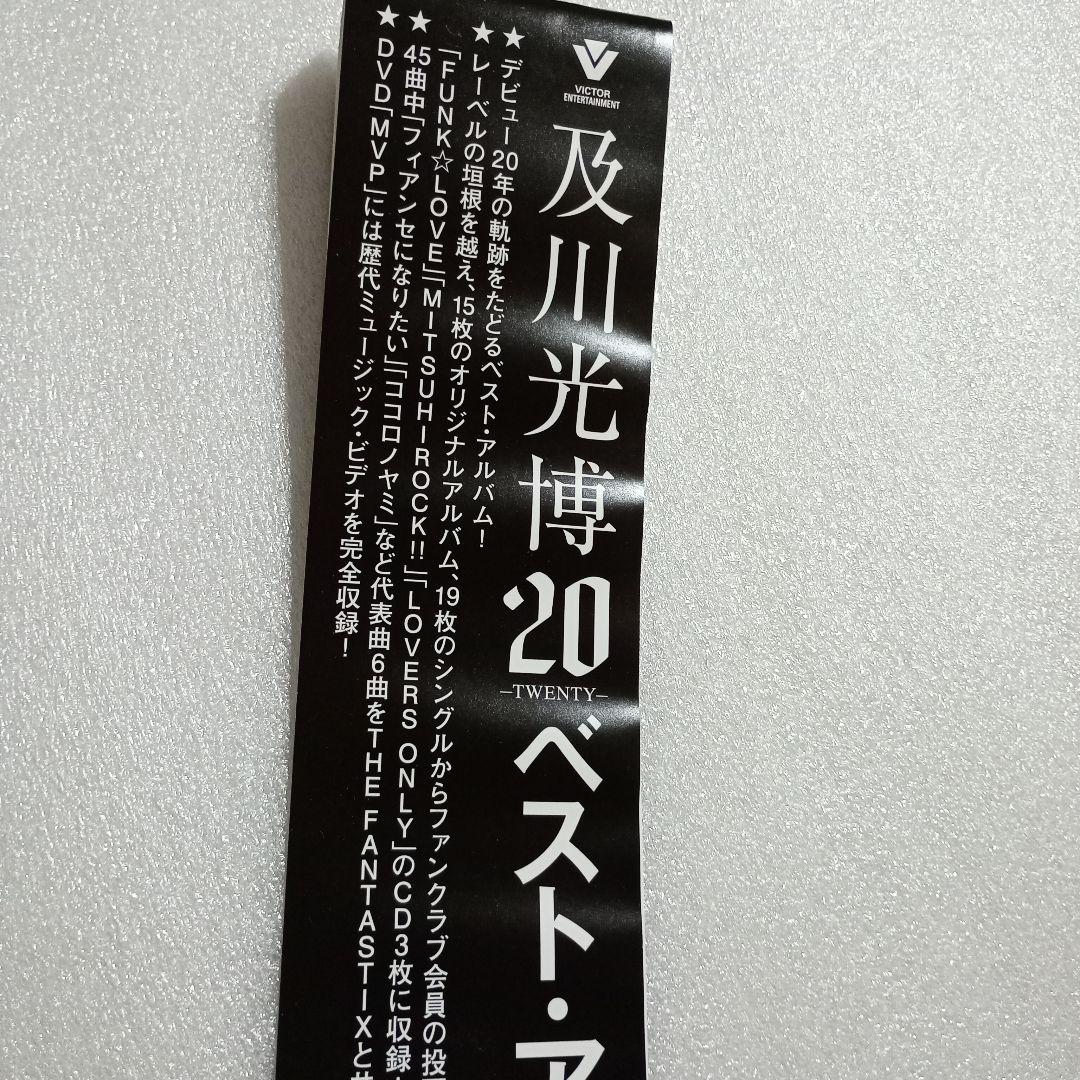 VICTOR
ENTERTAINMENT
及川光博
20
–TWENTY–
ベスト・ア
★デビュー20年の軌跡をたどるベスト・アルバム!
★レーベルの垣根を越え、15枚のオリジナルアルバム、19枚のシングルからファンクラブ会員の投
「FUNK☆LOVE」「MITSUHIROCK!!」「LOVERS ONLY」のCD3枚に収録
★45曲中「フィアンセになりたい」「ココロノヤミ」など代表曲6曲をTHE FANTASTIXと
★DVD「MVP」には歴代ミュージック・ビデオを完全収録!